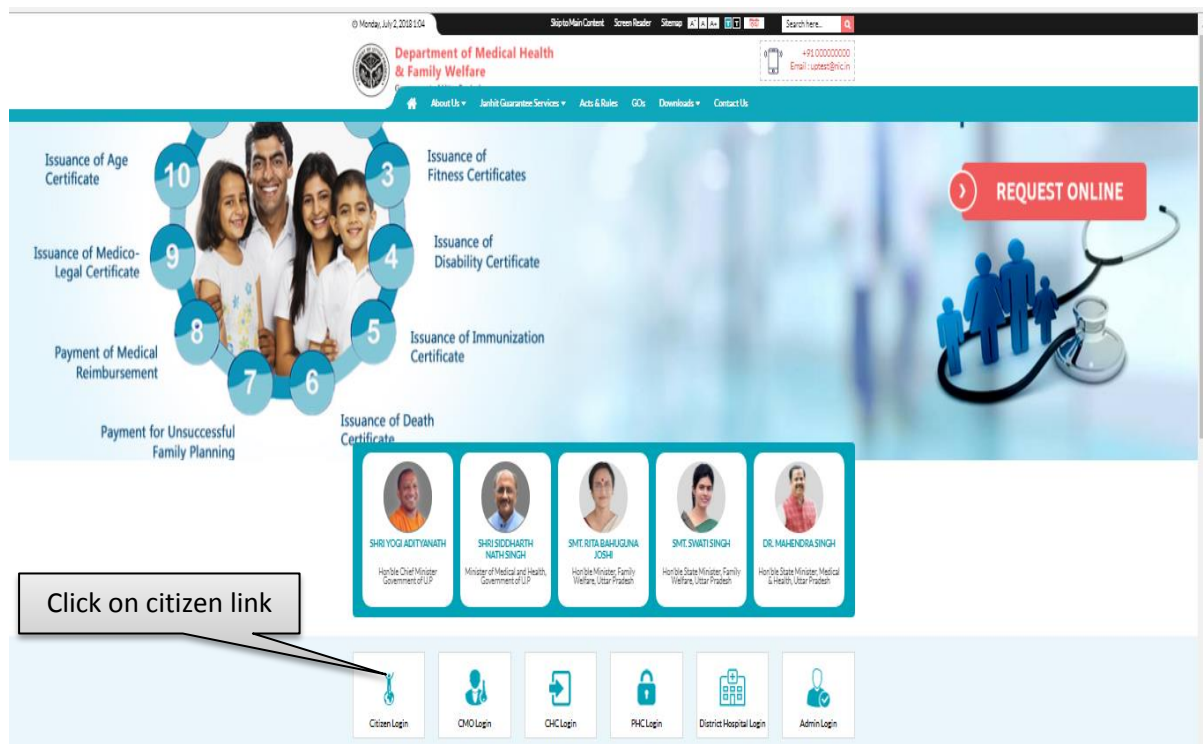 Monday, July 2, 2018 1:04
Skip to Main Content Screen Reader Sitemap A- A A+ T T Search here...
Department of Medical Health
& Family Welfare
+91 000000000
Email : uptest@nic.in
About Us Janhit Guarantee Services Acts & Rules GOs Downloads Contact Us
10
Issuance of Age
Certificate
3
Issuance of
Fitness Certificates
REQUEST ONLINE
9
Issuance of Medico-
Legal Certificate
4
Issuance of
Disability Certificate
8
Payment of Medical
Reimbursement
5
Issuance of Immunization
Certificate
7
Payment for Unsuccessful
Family Planning
6
Issuance of Death
Certificate
SHRI YOGI ADITYANATH
Hon'ble Chief Minister
Government of U.P
SHRI SIDDHARTH
NATH SINGH
Minister of Medical and Health,
Government of U.P
SMT. RITA BAHUGUNA
JOSHI
Hon'ble Minister, Family
Welfare, Uttar Pradesh
SMT. SWATI SINGH
Hon'ble State Minister, Family
Welfare, Uttar Pradesh
DR. MAHENDRA SINGH
Hon'ble State Minister, Medical
& Health, Uttar Pradesh
Click on citizen link
Citizen Login
CMO Login
CHC Login
PHC Login
District Hospital Login
Admin Login